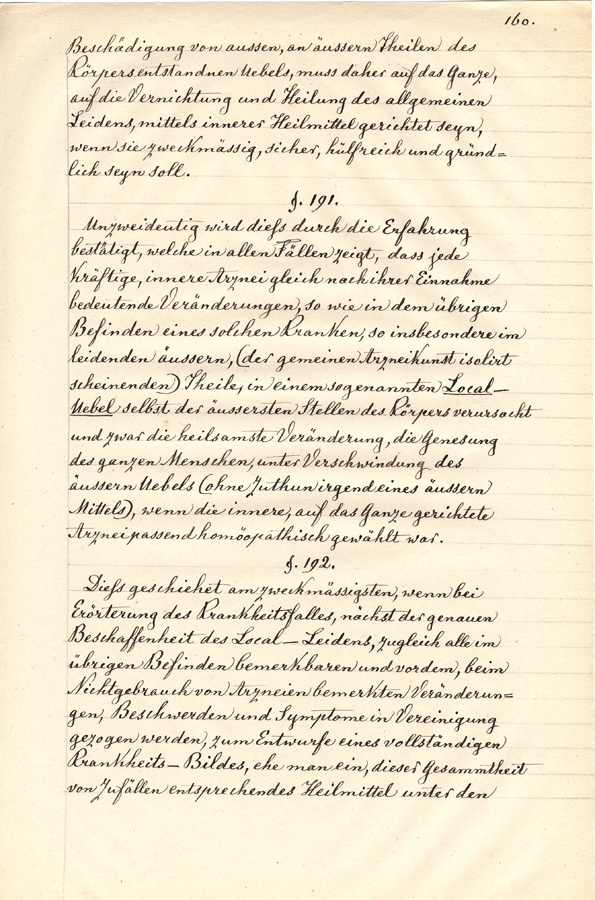 160.
Beschädigung von aussen, an äussern Theilen des
Körpers entstandnen Uebels, muss daher auf das Ganze,
auf die Vernichtung und Heilung des allgemeinen
Leidens, mittels innerer Heilmittel gerichtet seyn,
wenn sie zweckmässig, sicher, hülfreich und gründ=
lich seyn soll.
§. 191.
Unzweideutig wird diess durch die Erfahrung
bestätigt, welche in allen Fällen zeigt, dass jede
kräftige, innere Arznei gleich nach ihrer Einnahme
bedeutende Veränderungen, so wie in dem übrigen
Befinden eines solchen Kranken, so insbesondere im
leidenden äussern, (der gemeinen Arzneikunst isolirt
scheinenden) Theile, in einem sogenannten Local-
Uebel selbst der äussersten Stellen des Körpers verursacht
und zwar die heilsamste Veränderung, die Genesung
des ganzen Menschen, unter Verschwindung des
äussern Uebels (ohne Zuthun irgend eines äussern
Mittels), wenn die innere, auf das Ganze gerichtete
Arznei passend homöopathisch gewählt war.
§. 192.
Diess geschiehet am zweckmässigsten, wenn bei
Erörterung des Krankheitsfalles, nächst der genauen
Beschaffenheit des Local-Leidens, zugleich alle im
übrigen Befinden bemerkbaren und vordem, beim
Nichtgebrauch von Arzneien bemerkten Veränderun=
gen, Beschwerden und Symptome in Vereinigung
gezogen werden, zum Entwurfe eines vollständigen
Krankheits-Bildes, ehe man ein, dieser Gesammtheit
von Zufällen entsprechendes Heilmittel unter den